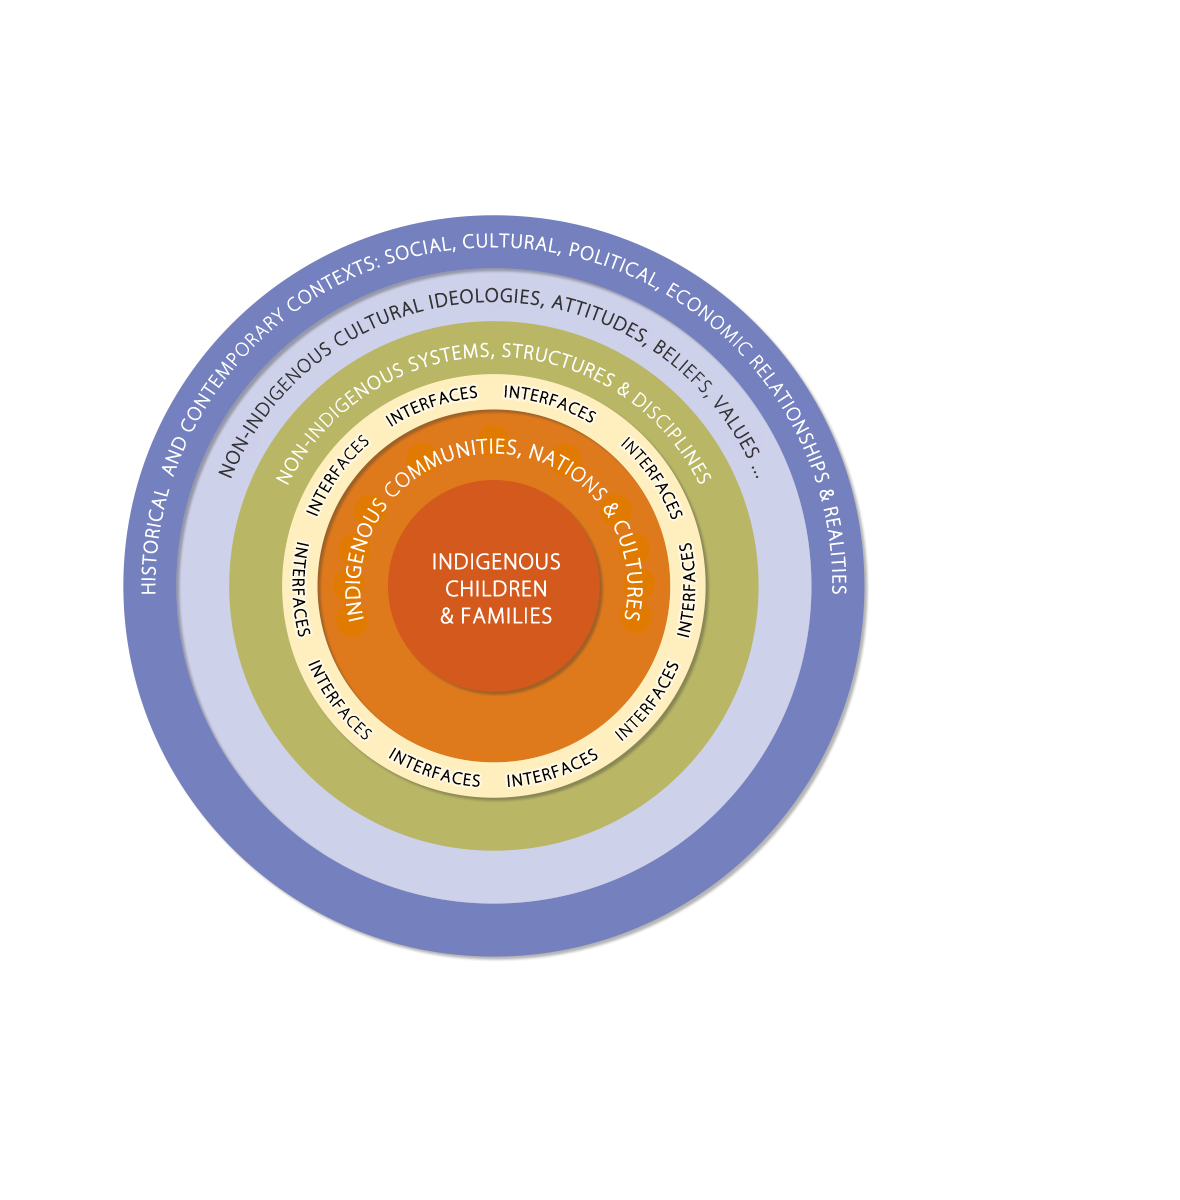 HISTORICAL AND CONTEMPORARY CONTEXTS: SOCIAL, CULTURAL, POLITICAL, ECONOMIC RELATIONSHIPS & REALITIES
NON-INDIGENOUS CULTURAL IDEOLOGIES, ATTITUDES, BELIEFS, VALUES ...
NON-INDIGENOUS SYSTEMS, STRUCTURES & DISCIPLINES
INTERFACES
INTERFACES
INTERFACES
INTERFACES
INTERFACES
INTERFACES
INTERFACES
INTERFACES
INTERFACES
INTERFACES
INDIGENOUS COMMUNITIES, NATIONS & CULTURES
INDIGENOUS
CHILDREN
& FAMILIES